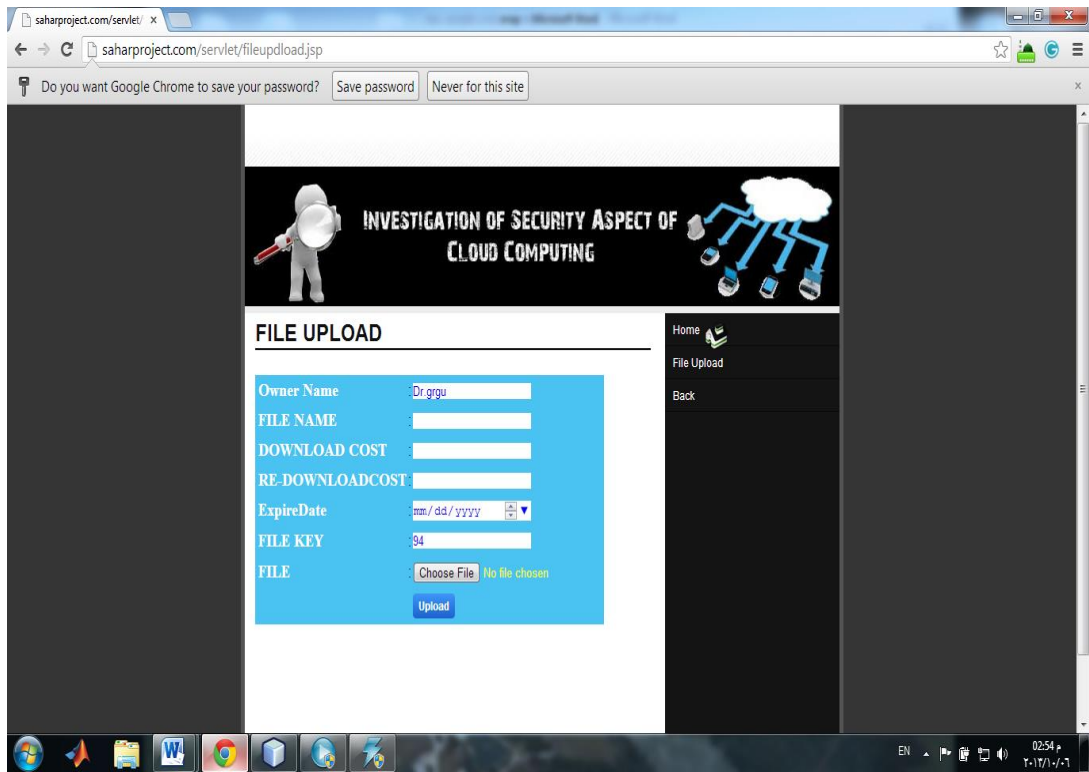 saharproject.com/servlet/
saharproject.com/servlet/fileupdload.jsp
Do you want Google Chrome to save your password? Save password Never for this site
INVESTIGATION OF SECURITY ASPECT OF
CLOUD COMPUTING
FILE UPLOAD
Owner Name : Dr.grgu
FILE NAME :
DOWNLOAD COST :
RE-DOWNLOADCOST :
ExpireDate : mm/dd/yyyy
FILE KEY : 94
FILE : Choose File No file chosen
Upload
Home
File Upload
Back
EN
02:54 م
٢٠١٣/١٠/٠٦